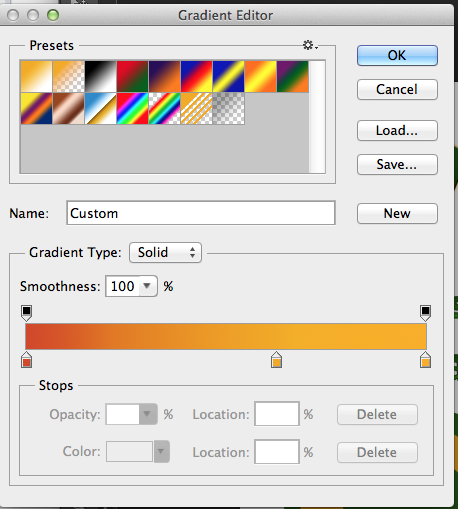 Gradient Editor
Presets
OK
Cancel
Load...
Save...
Name: Custom
New
Gradient Type: Solid
Smoothness: 100 %
Stops
Opacity: % Location: % Delete
Color: Location: % Delete